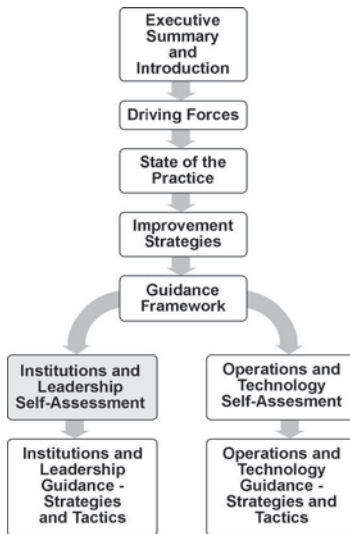 Executive
Summary
and
Introduction
Driving Forces
State of the
Practice
Improvement
Strategies
Guidance
Framework
Institutions and
Leadership
Self-Assessment
Operations and
Technology
Self-Assesment
Institutions and
Leadership
Guidance -
Strategies
and Tactics
Operations and
Technology
Guidance -
Strategies and
Tactics